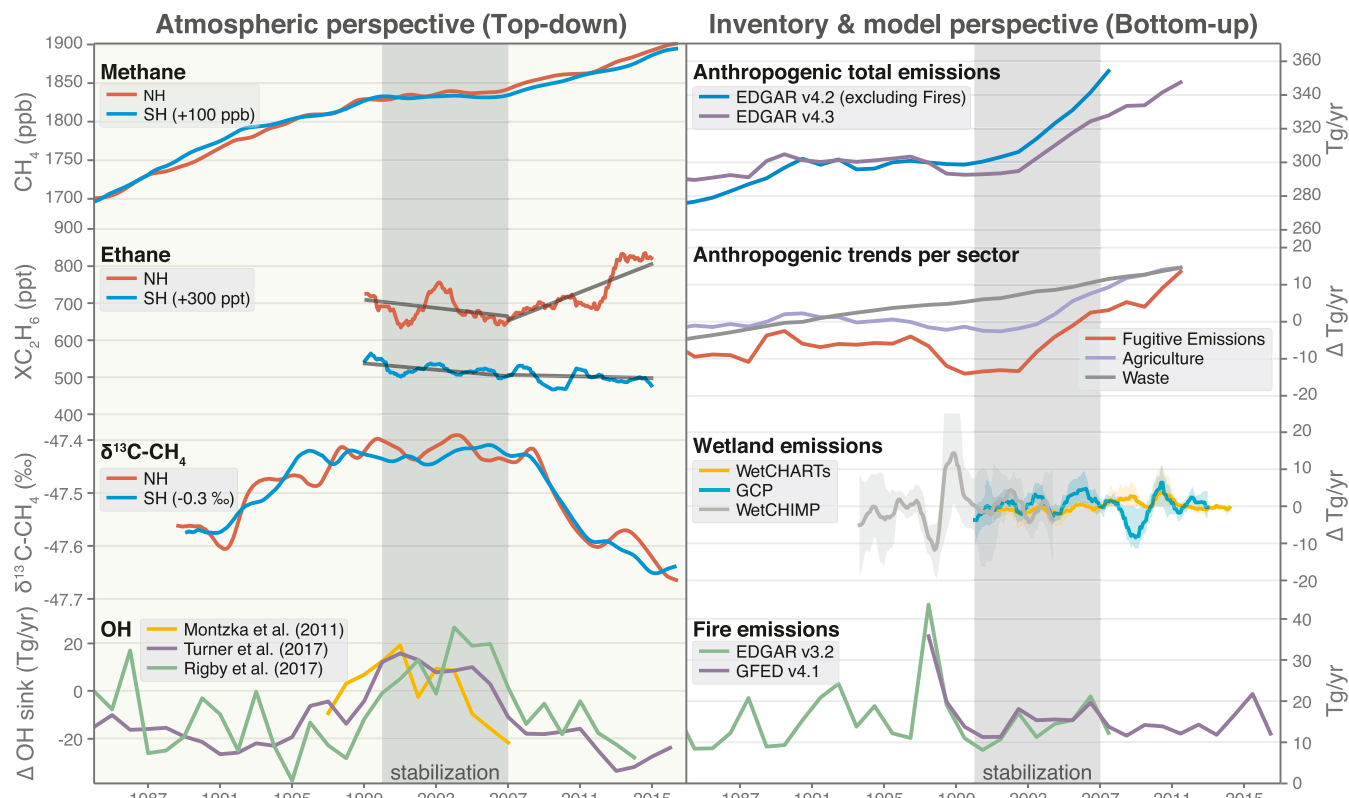 Atmospheric perspective (Top-down)
Inventory & model perspective (Bottom-up)
CH4 (ppb)
1900
1850
1800
1750
1700
Methane
NH
SH (+100 ppb)
XC2H6 (ppt)
900
800
700
600
500
400
Ethane
NH
SH (+300 ppt)
δ13C-CH4 (‰)
-47.4
-47.5
-47.6
-47.7
δ13C-CH4
NH
SH (-0.3 ‰)
Δ OH sink (Tg/yr)
20
0
-20
OH
Montzka et al. (2011)
Turner et al. (2017)
Rigby et al. (2017)
stabilization
1987
1991
1995
1999
2003
2007
2011
2015
Anthropogenic total emissions
EDGAR v4.2 (excluding Fires)
EDGAR v4.3
360
340
320
300
280
260
Tg/yr
Anthropogenic trends per sector
Fugitive Emissions
Agriculture
Waste
20
10
0
-10
-20
Δ Tg/yr
Wetland emissions
WetCHARTs
GCP
WetCHIMP
20
10
0
-10
-20
Δ Tg/yr
Fire emissions
EDGAR v3.2
GFED v4.1
40
30
20
10
0
Tg/yr
stabilization
1987
1991
1995
1999
2003
2007
2011
2015